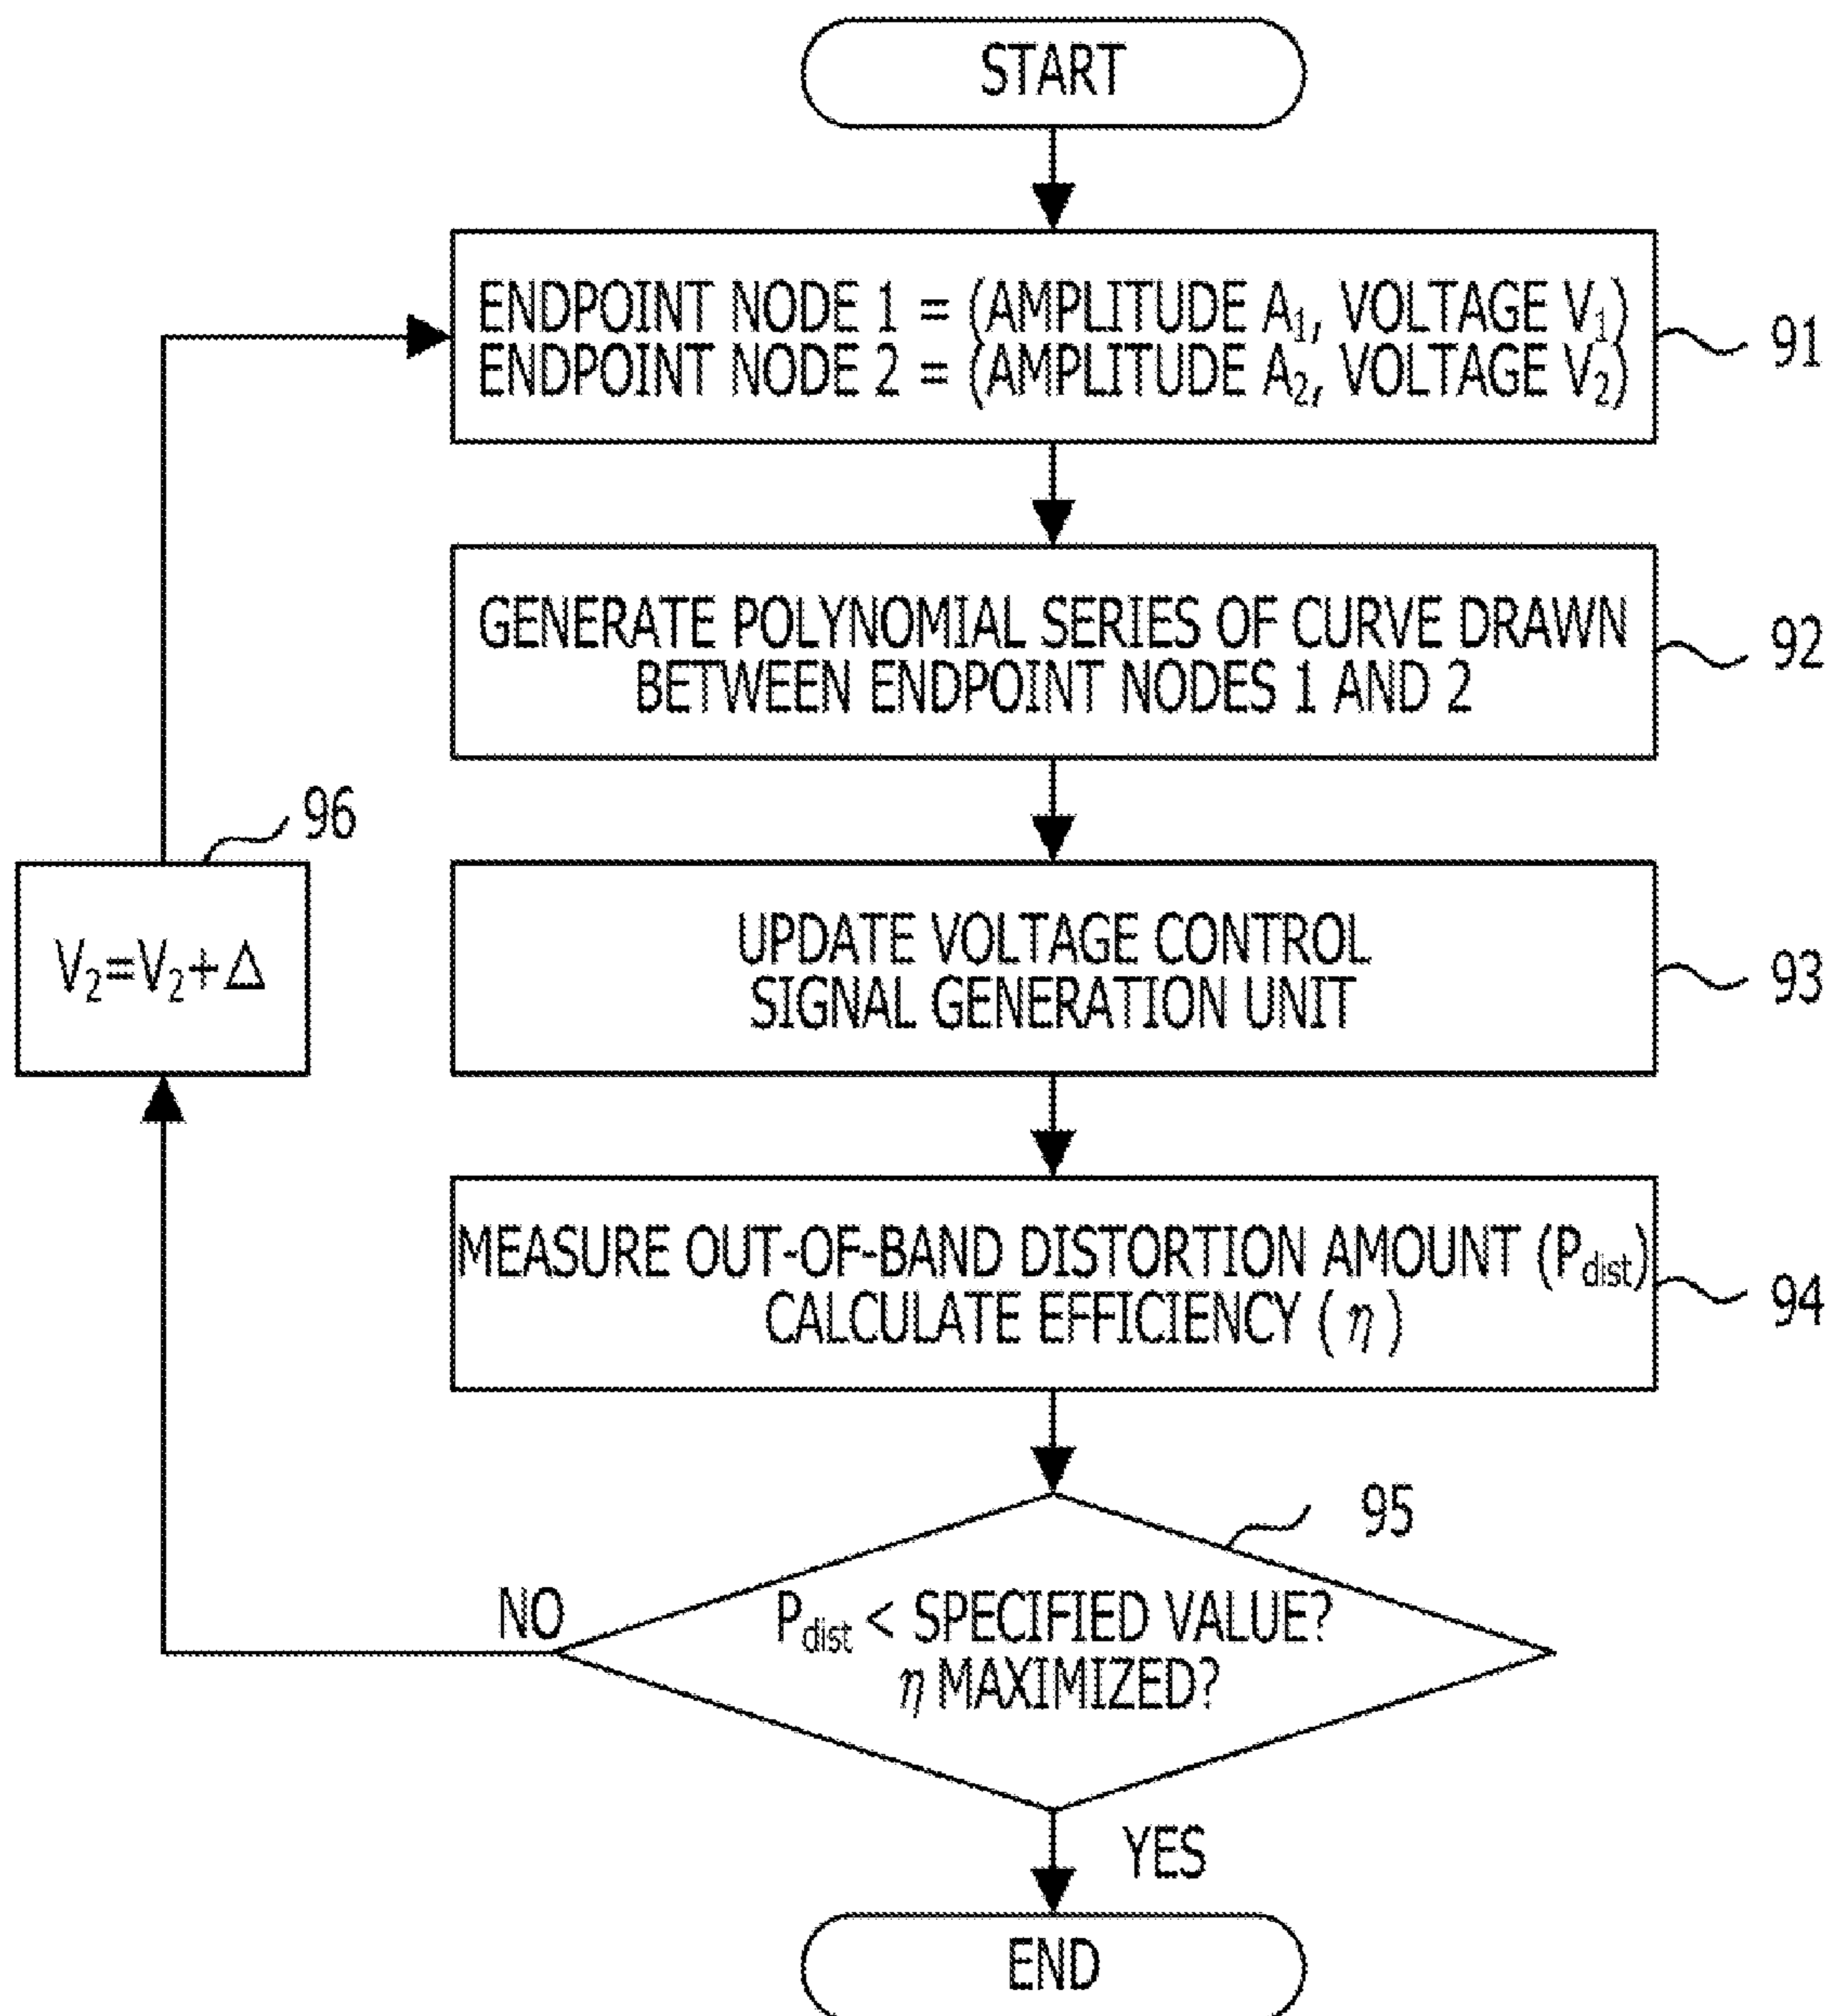 START
ENDPOINT NODE 1 = (AMPLITUDE A₁, VOLTAGE V₁)
ENDPOINT NODE 2 = (AMPLITUDE A₂, VOLTAGE V₂)
91
GENERATE POLYNOMIAL SERIES OF CURVE DRAWN
BETWEEN ENDPOINT NODES 1 AND 2
92
96
V₂=V₂+Δ
UPDATE VOLTAGE CONTROL
SIGNAL GENERATION UNIT
93
MEASURE OUT-OF-BAND DISTORTION AMOUNT (P_dist)
CALCULATE EFFICIENCY (η)
94
95
P_dist < SPECIFIED VALUE?
η MAXIMIZED?
NO
YES
END